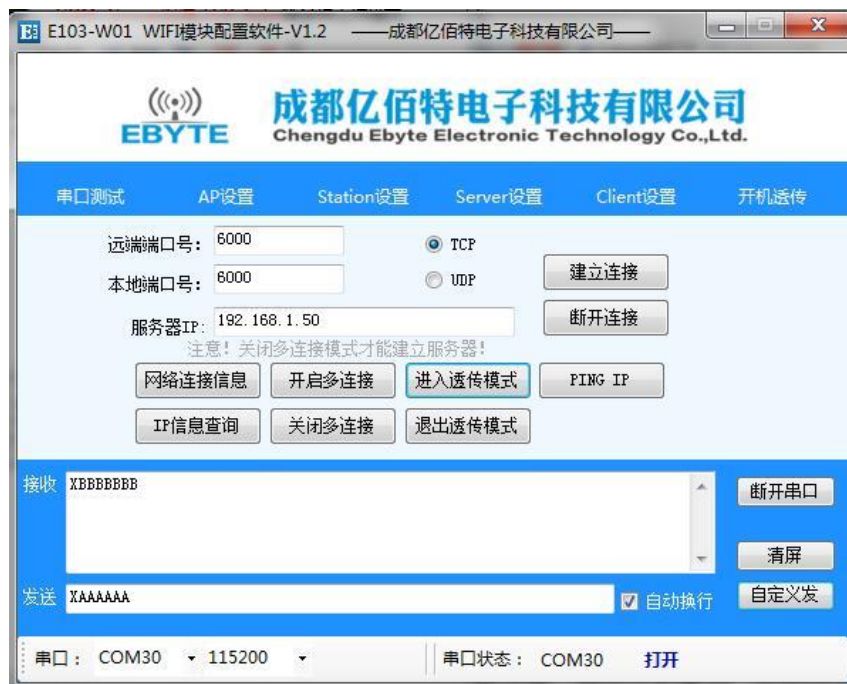 E103-W01 WIFI模块配置软件-V1.2 ——成都亿佰特电子科技有限公司——
EBYTE
成都亿佰特电子科技有限公司
Chengdu Ebyte Electronic Technology Co.,Ltd.
串口测试 AP设置 Station设置 Server设置 Client设置 开机透传
远端端口号: 6000 TCP
本地端口号: 6000 UDP 建立连接
服务器IP: 192.168.1.50 断开连接
注意! 关闭多连接模式才能建立服务器!
网络连接信息 开启多连接 进入透传模式 PING IP
IP信息查询 关闭多连接 退出透传模式
接收 XBBBBBBB 断开串口
清屏
发送 XAAAAAA 自动换行 自定义发
串口: COM30 115200 串口状态: COM30 打开